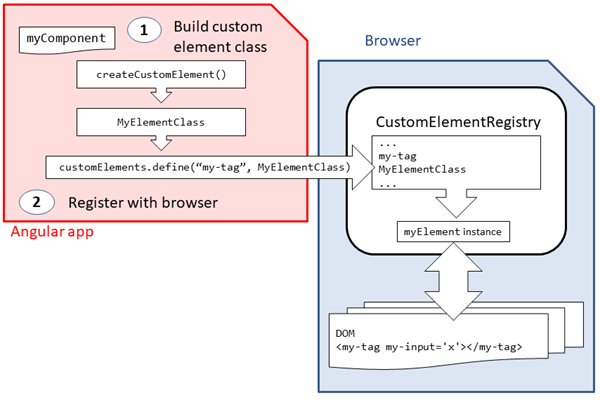 myComponent
1
Build custom
element class
createCustomElement()
MyElementClass
customElements.define(“my-tag”, MyElementClass)
2
Register with browser
Angular app
Browser
CustomElementRegistry
...
my-tag
MyElementClass
...
myElement instance
DOM
<my-tag my-input='x'></my-tag>